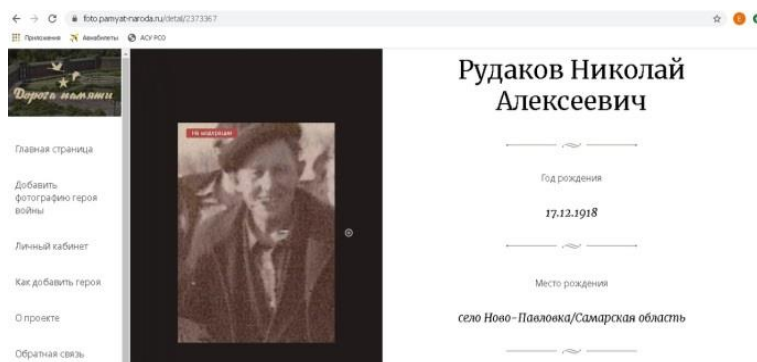 foto.pamyat-naroda.ru/detail/2373367
Приложения Авиабилеты АСУ РСО
Дорога памяти
Главная страница
Добавить
фотографию героя
войны
Личный кабинет
Как добавить героя
О проекте
Обратная связь
На модерации
Рудаков Николай
Алексеевич
Год рождения
17.12.1918
Место рождения
село Ново-Павловка/Самарская область